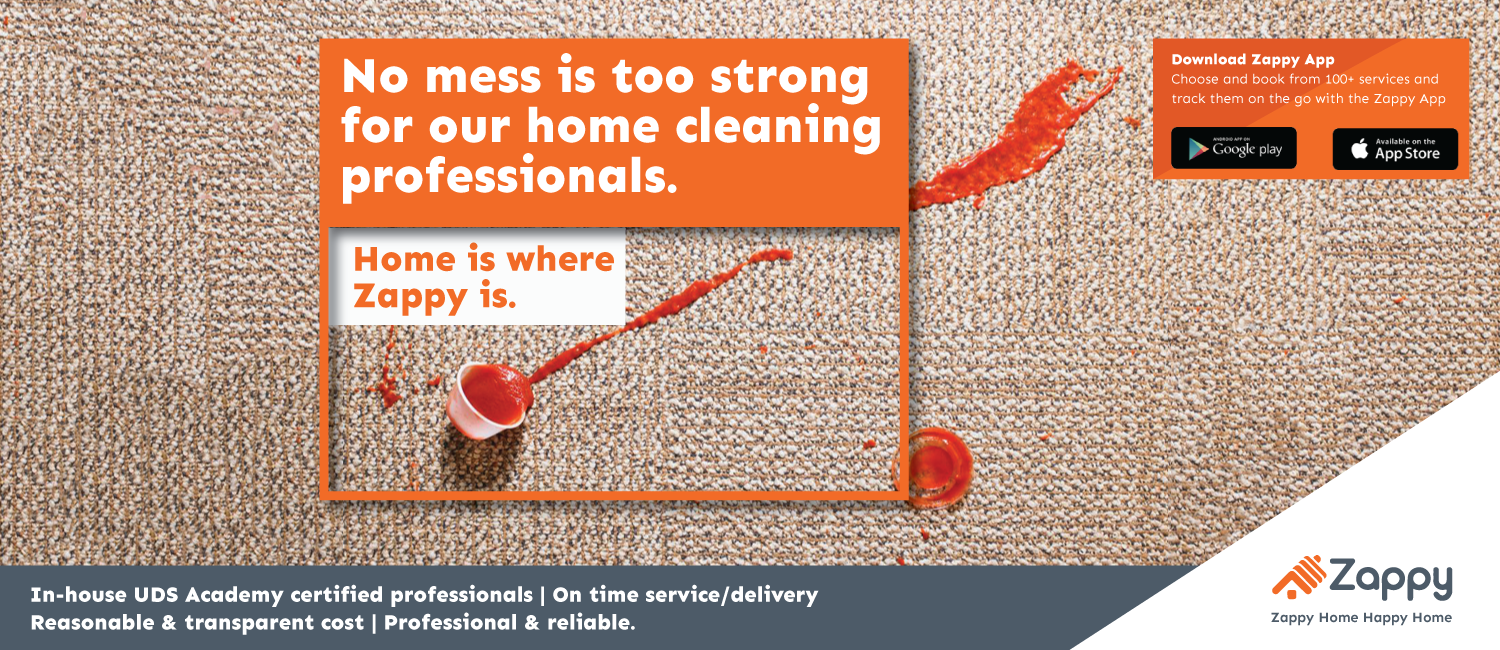 No mess is too strong
for our home cleaning
professionals.
Home is where
Zappy is.
Download Zappy App
Choose and book from 100+ services and
track them on the go with the Zappy App
ANDROID APP ON
Google play
Available on the
App Store
In-house UDS Academy certified professionals | On time service/delivery
Reasonable & transparent cost | Professional & reliable.
Zappy
Zappy Home Happy Home